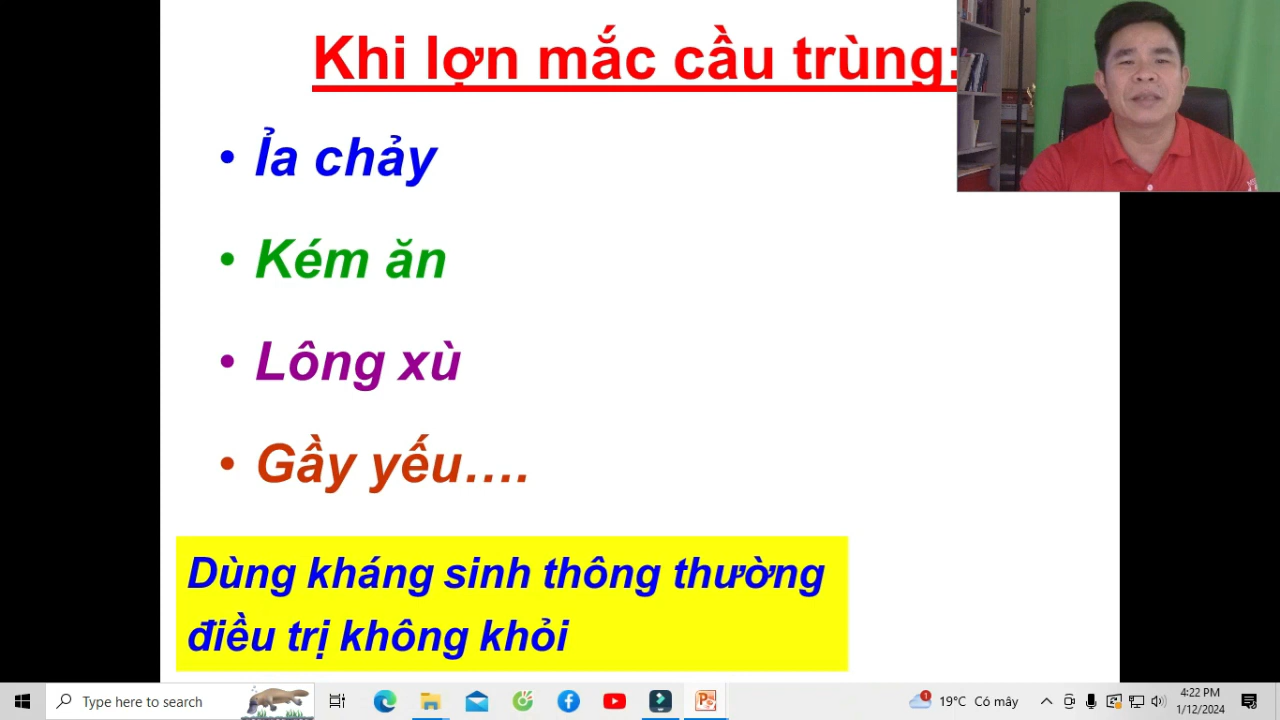 Khi lợn mắc cầu trùng:
• Ỉa chảy
• Kém ăn
• Lông xù
• Gầy yếu….
Dùng kháng sinh thông thường
điều trị không khỏi
Type here to search
1
19°C Có mây
4:22 PM
1/12/2024